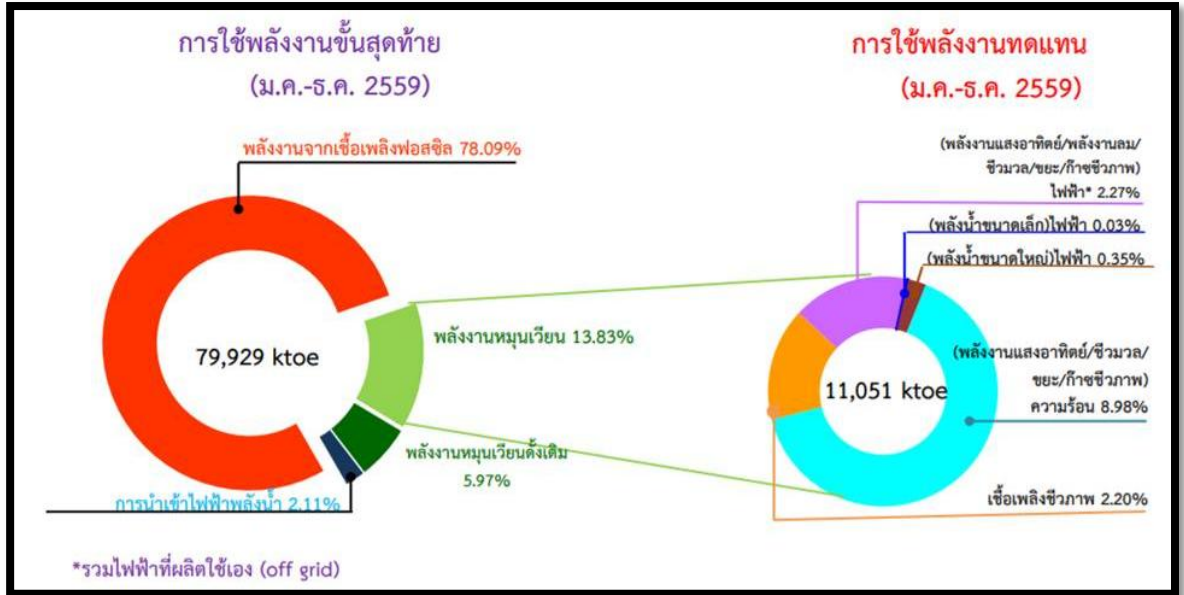 การใช้พลังงานขั้นสุดท้าย
(ม.ค.-ธ.ค. 2559)
พลังงานจากเชื้อเพลิงฟอสซิล 78.09%
79,929 ktoe
พลังงานหมุนเวียน 13.83%
พลังงานหมุนเวียนดั้งเดิม
5.97%
การนำเข้าไฟฟ้าพลังน้ำ 2.11%
*รวมไฟฟ้าที่ผลิตใช้เอง (off grid)
การใช้พลังงานทดแทน
(ม.ค.-ธ.ค. 2559)
(พลังงานแสงอาทิตย์/พลังงานลม/
ชีวมวล/ขยะ/ก๊าซชีวภาพ)
ไฟฟ้า* 2.27%
(พลังน้ำขนาดเล็ก)ไฟฟ้า 0.03%
(พลังน้ำขนาดใหญ่)ไฟฟ้า 0.35%
11,051 ktoe
(พลังงานแสงอาทิตย์/ชีวมวล/
ขยะ/ก๊าซชีวภาพ)
ความร้อน 8.98%
เชื้อเพลิงชีวภาพ 2.20%